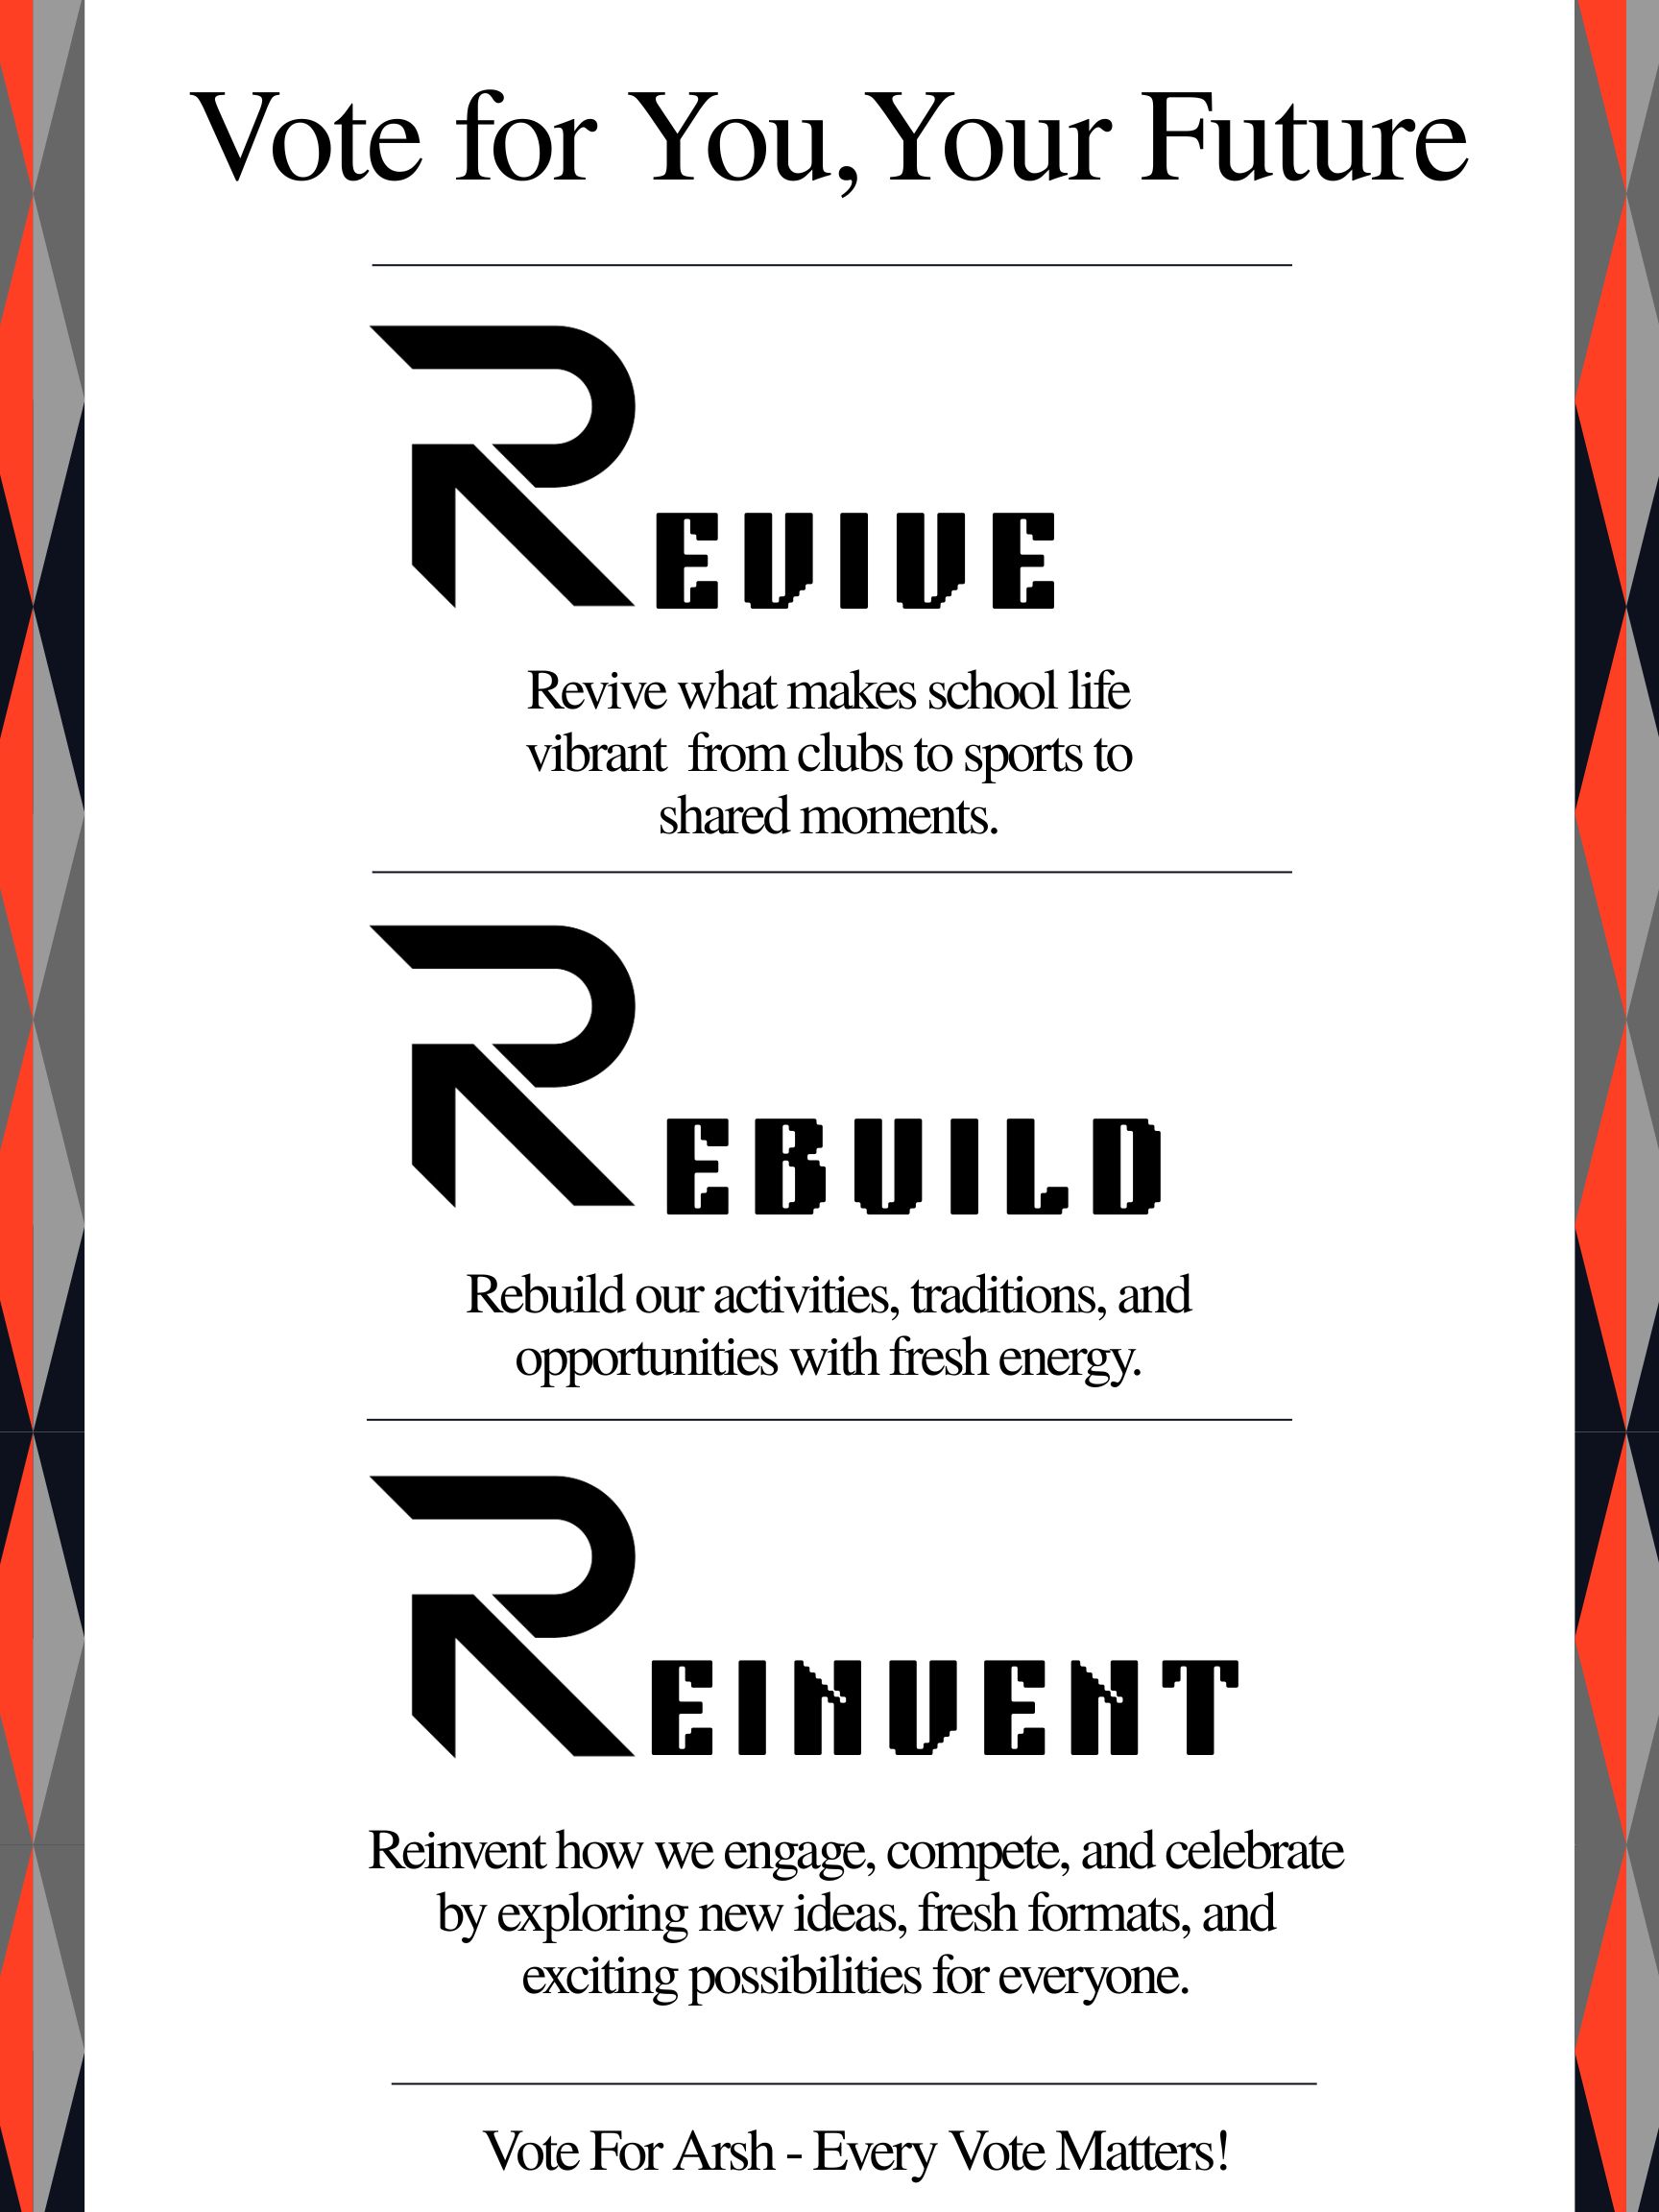 Vote for You, Your Future
REVIVE
Revive what makes school life
vibrant  from clubs to sports to
shared moments.
REBUILD
Rebuild our activities, traditions, and
opportunities with fresh energy.
REINVENT
Reinvent how we engage, compete, and celebrate
by exploring new ideas, fresh formats, and
exciting possibilities for everyone.
Vote For Arsh - Every Vote Matters!